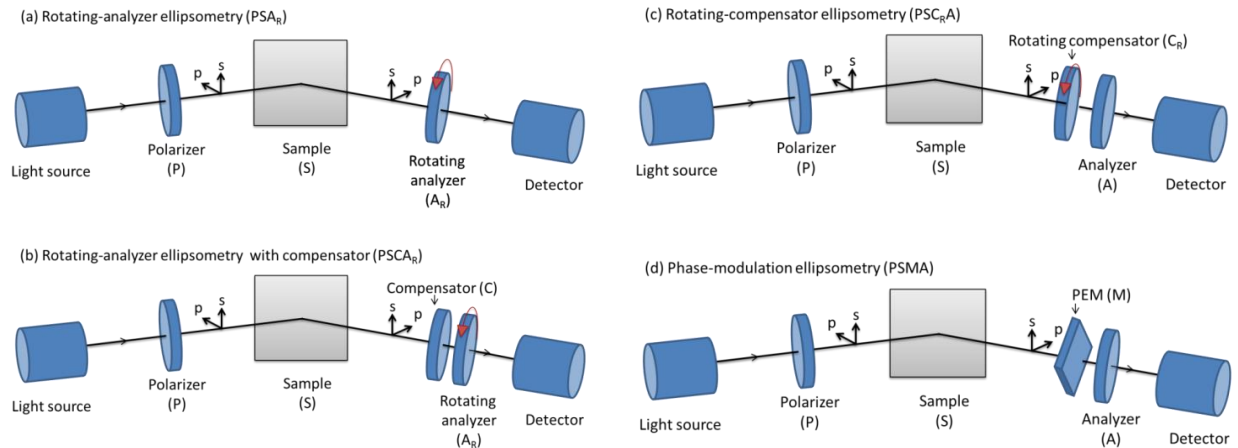 (a) Rotating-analyzer ellipsometry (PSA_R)
p
s
s
p
Light source
Polarizer
(P)
Sample
(S)
Rotating
analyzer
(A_R)
Detector
(b) Rotating-analyzer ellipsometry with compensator (PSCA_R)
Compensator (C)
p
s
s
p
Light source
Polarizer
(P)
Sample
(S)
Rotating
analyzer
(A_R)
Detector
(c) Rotating-compensator ellipsometry (PSC_RA)
Rotating compensator (C_R)
p
s
s
p
Light source
Polarizer
(P)
Sample
(S)
Analyzer
(A)
Detector
(d) Phase-modulation ellipsometry (PSMA)
PEM (M)
p
s
s
p
Light source
Polarizer
(P)
Sample
(S)
Analyzer
(A)
Detector